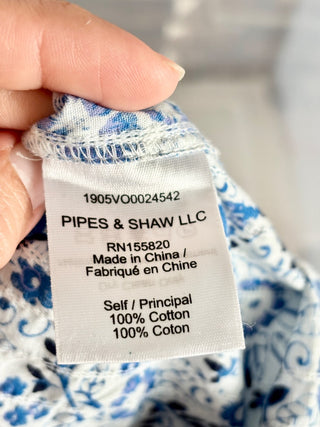 1905VO0024542
PIPES & SHAW LLC
RN155820
Made in China /
Fabriqué en Chine
Self / Principal
100% Cotton
100% Coton